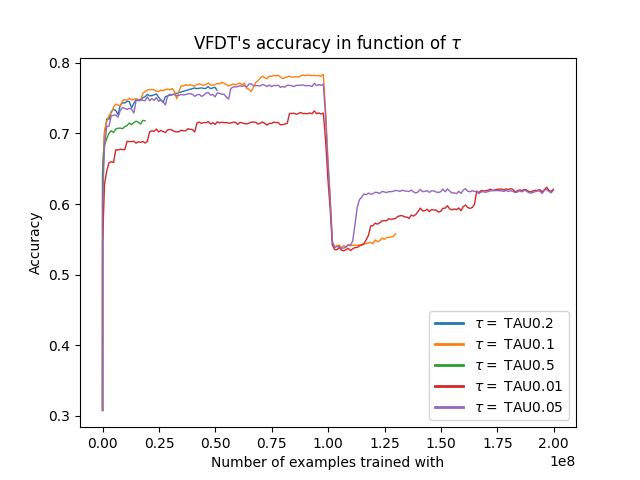 VFDT's accuracy in function of τ
Accuracy
0.8
0.7
0.6
0.5
0.4
0.3
τ = TAU0.2
τ = TAU0.1
τ = TAU0.5
τ = TAU0.01
τ = TAU0.05
0.00 0.25 0.50 0.75 1.00 1.25 1.50 1.75 2.00
Number of examples trained with
1e8